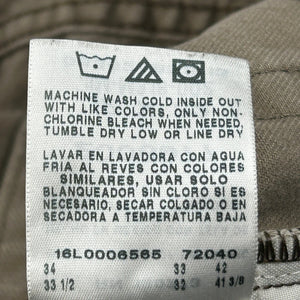 MACHINE WASH COLD INSIDE OUT
WITH LIKE COLORS, ONLY NON-
CHLORINE BLEACH WHEN NEEDED,
TUMBLE DRY LOW OR LINE DRY
LAVAR EN LAVADORA CON AGUA
FRIA AL REVES CON COLORES
SIMILARES, USAR SOLO
BLANQUEADOR SIN CLORO SI ES
NECESARIO, SECAR COLGADO O EN
SECADORA A TEMPERATURA BAJA
16L0006565 72040
34 33 42
33 1/2 33 41 3/8